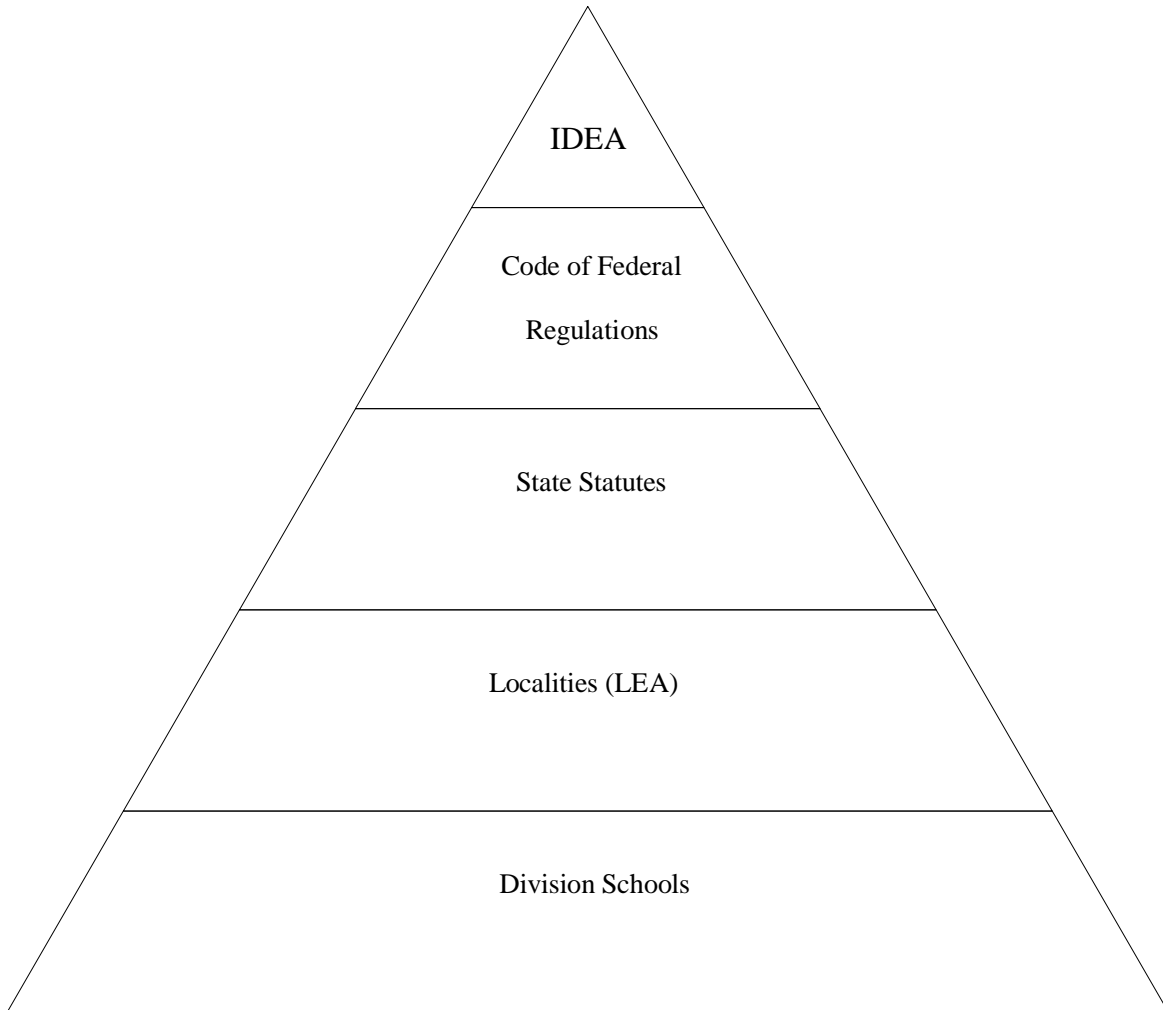 IDEA
Code of Federal
Regulations
State Statutes
Localities (LEA)
Division Schools